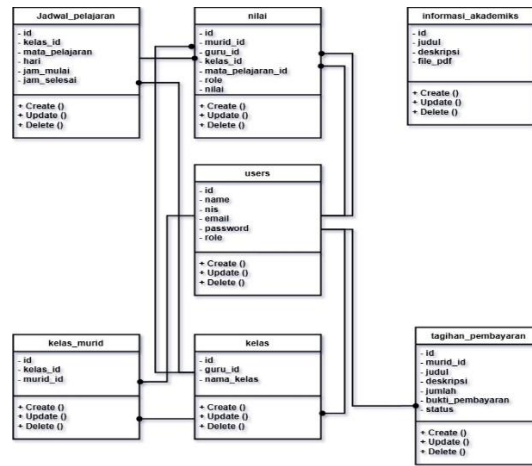 Jadwal_pelajaran
- id
- kelas_id
- mata_pelajaran
- hari
- jam_mulai
- jam_selesai
+ Create ()
+ Update ()
+ Delete ()
nilai
- id
- murid_id
- guru_id
- kelas_id
- mata_pelajaran_id
- role
- nilai
+ Create ()
+ Update ()
+ Delete ()
informasi_akademiks
- id
- judul
- deskripsi
- file_pdf
+ Create ()
+ Update ()
+ Delete ()
users
- id
- name
- nis
- email
- password
- role
+ Create ()
+ Update ()
+ Delete ()
kelas_murid
- id
- kelas_id
- murid_id
+ Create ()
+ Update ()
+ Delete ()
kelas
- id
- guru_id
- nama_kelas
+ Create ()
+ Update ()
+ Delete ()
tagihan_pembayaran
- id
- murid_id
- judul
- deskripsi
- jumlah
- bukti_pembayaran
- status
+ Create ()
+ Update ()
+ Delete ()